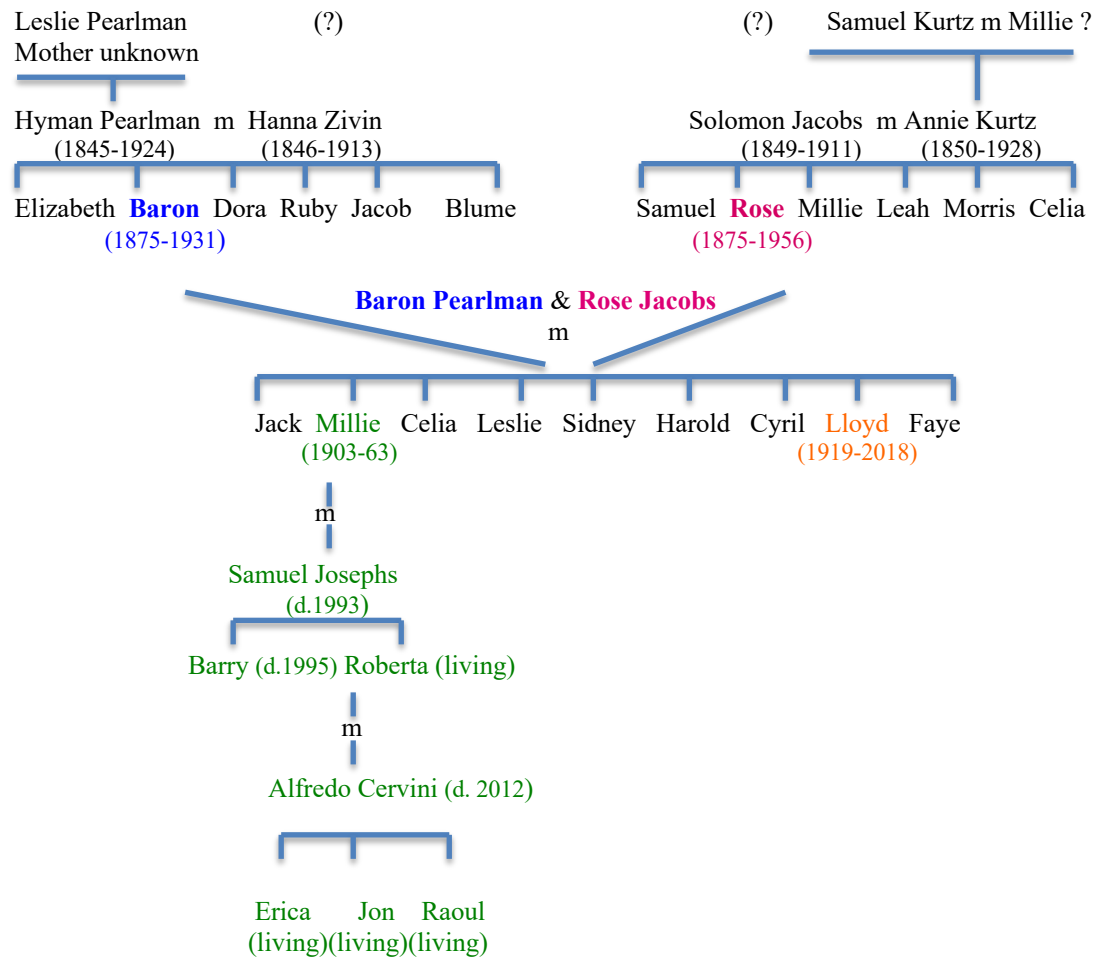 Leslie Pearlman (?) (?) Samuel Kurtz m Millie ?
Mother unknown
Hyman Pearlman m Hanna Zivin Solomon Jacobs m Annie Kurtz
(1845-1924) (1846-1913) (1849-1911) (1850-1928)
Elizabeth Baron Dora Ruby Jacob Blume Samuel Rose Millie Leah Morris Celia
(1875-1931) (1875-1956)
Baron Pearlman & Rose Jacobs
m
Jack Millie Celia Leslie Sidney Harold Cyril Lloyd Faye
(1903-63) (1919-2018)
m
Samuel Josephs
(d.1993)
Barry (d.1995) Roberta (living)
m
Alfredo Cervini (d. 2012)
Erica Jon Raoul
(living)(living)(living)